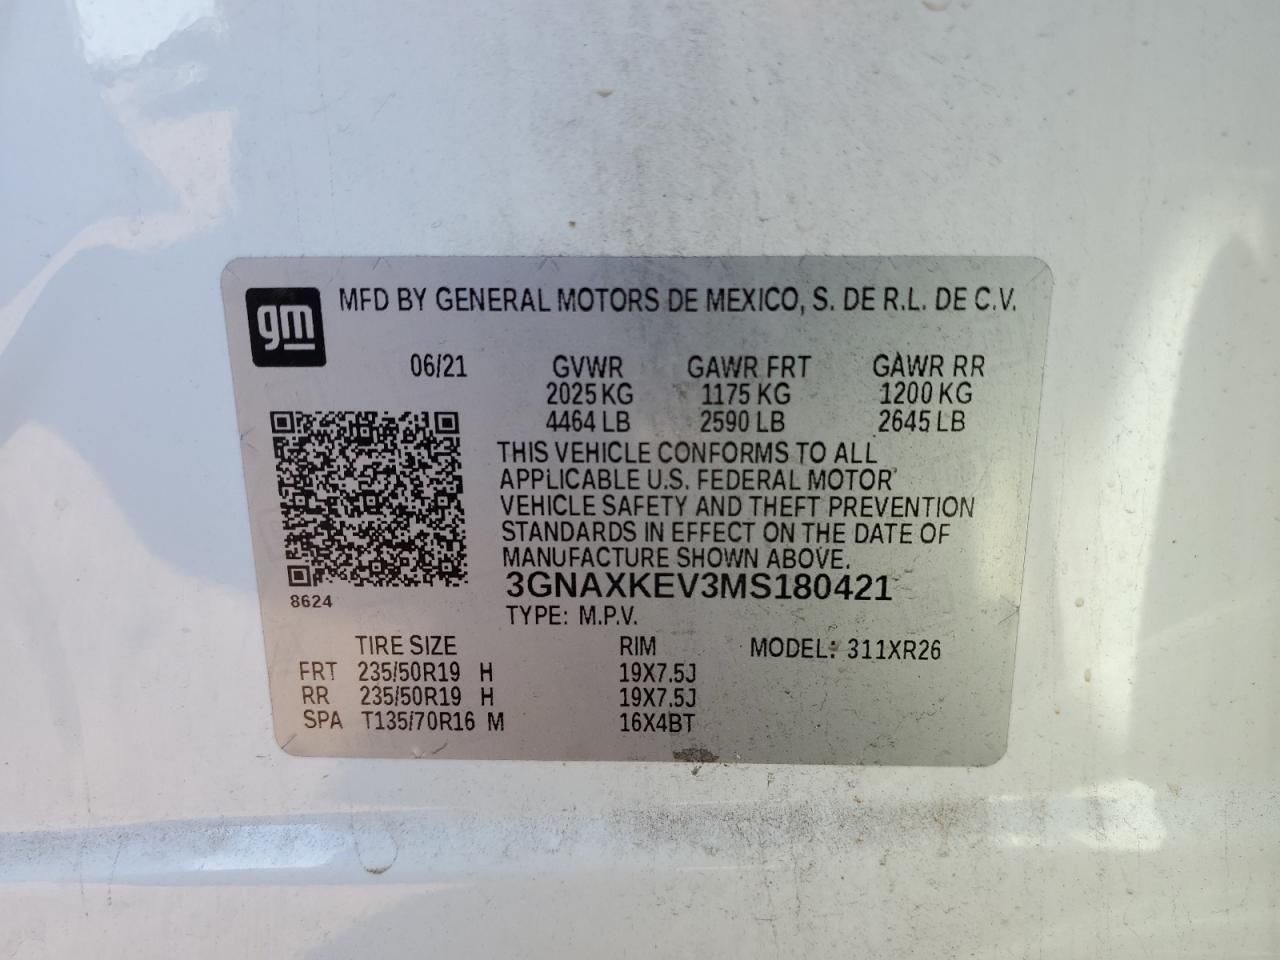 gm MFD BY GENERAL MOTORS DE MEXICO, S. DE R.L. DE C.V.
06/21 GVWR GAWR FRT GAWR RR
2025 KG 1175 KG 1200 KG
4464 LB 2590 LB 2645 LB
THIS VEHICLE CONFORMS TO ALL
APPLICABLE U.S. FEDERAL MOTOR
VEHICLE SAFETY AND THEFT PREVENTION
STANDARDS IN EFFECT ON THE DATE OF
MANUFACTURE SHOWN ABOVE.
3GNAXKEV3MS180421
8624
TYPE: M.P.V.
TIRE SIZE RIM MODEL: 311XR26
FRT 235/50R19 H 19X7.5J
RR 235/50R19 H 19X7.5J
SPA T135/70R16 M 16X4BT